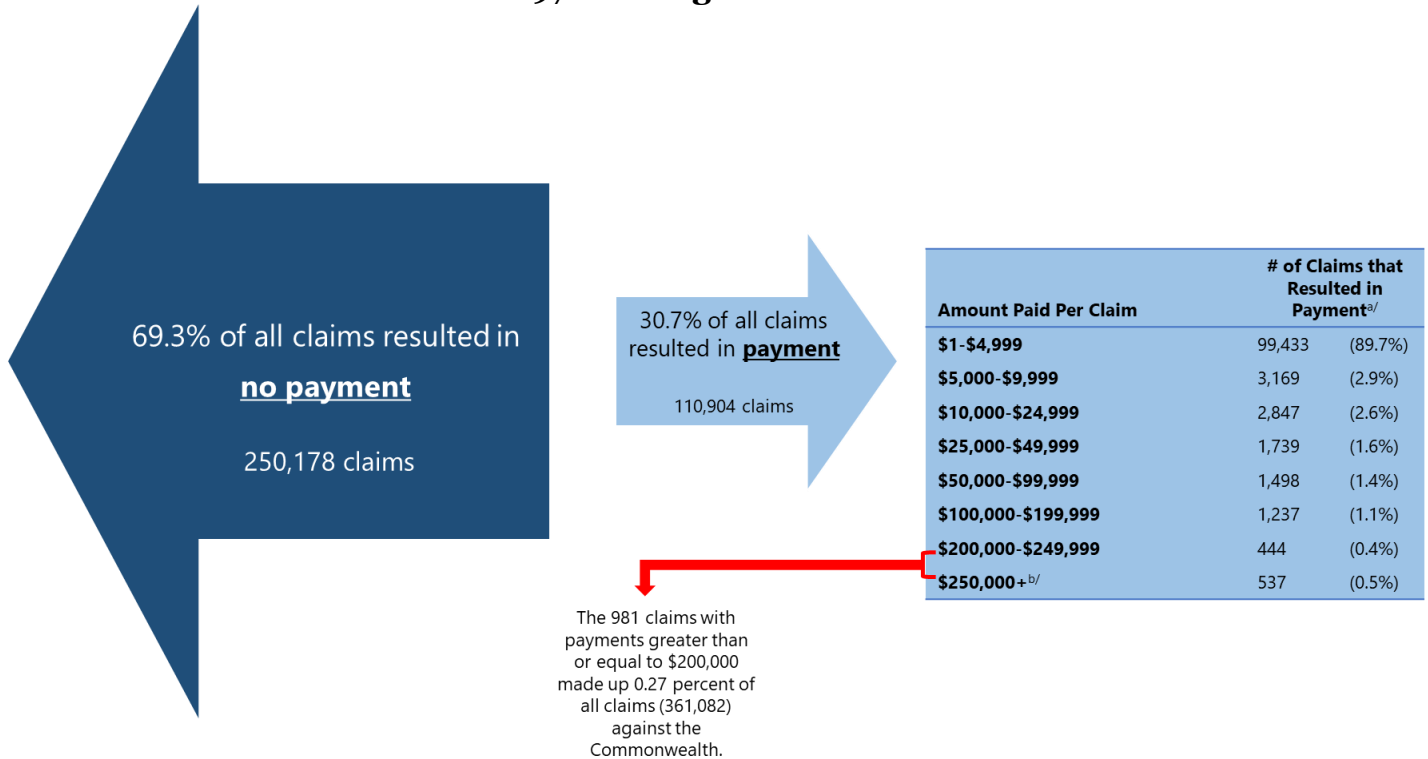 69.3% of all claims resulted in
no payment
250,178 claims
30.7% of all claims
resulted in payment
110,904 claims
# of Claims that
Resulted in
Amount Paid Per Claim Paymentᵃ/
$1-$4,999 99,433 (89.7%)
$5,000-$9,999 3,169 (2.9%)
$10,000-$24,999 2,847 (2.6%)
$25,000-$49,999 1,739 (1.6%)
$50,000-$99,999 1,498 (1.4%)
$100,000-$199,999 1,237 (1.1%)
$200,000-$249,999 444 (0.4%)
$250,000+ᵇ/ 537 (0.5%)
The 981 claims with
payments greater than
or equal to $200,000
made up 0.27 percent of
all claims (361,082)
against the
Commonwealth.